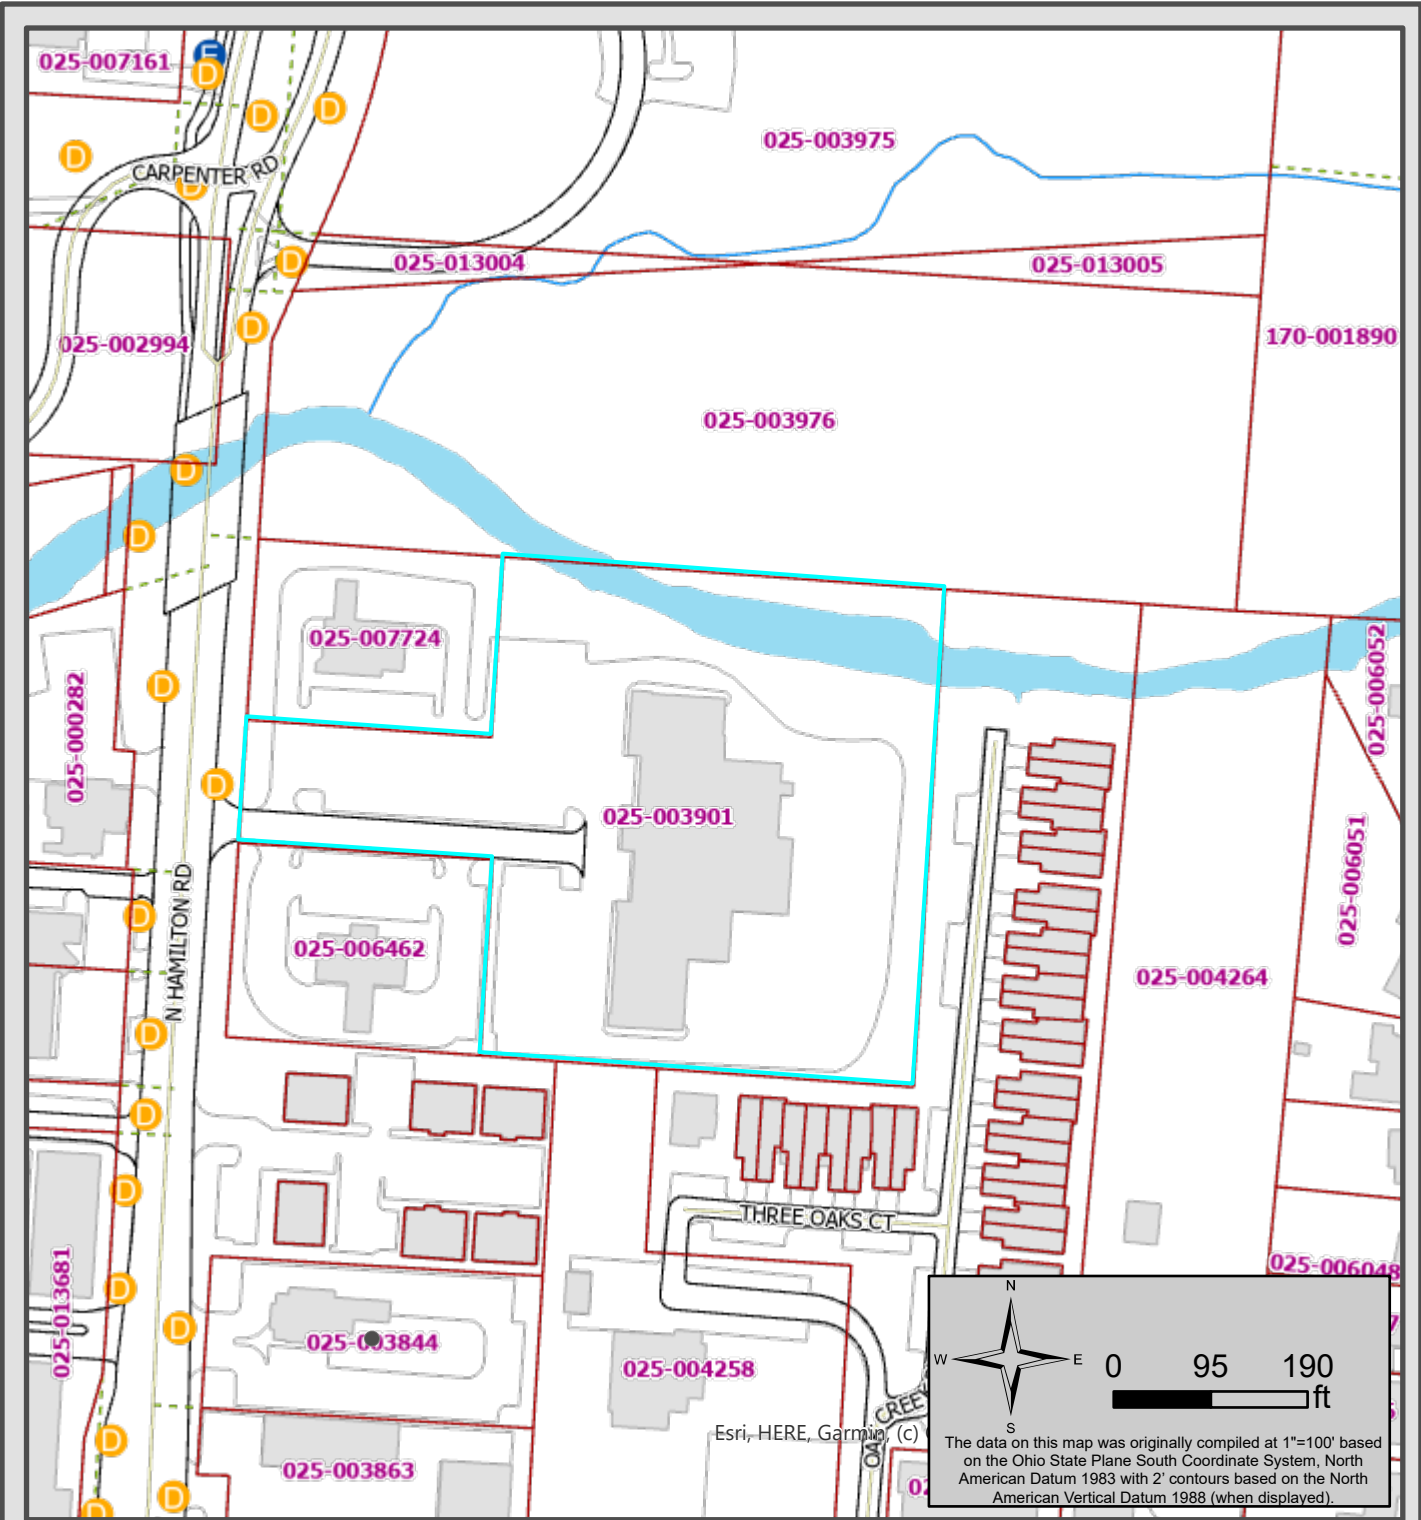 E
025-007161
D
D
D
025-003975
D
CARPENTER RD
D
D
025-013004
025-013005
D
025-002994
170-001890
025-003976
D
D
025-007724
025-006052
D
025-000282
D
025-003901
025-006051
N HAMILTON RD
D
025-006462
025-004264
D
D
D
THREE OAKS CT
025-006048
D
025-013681
D
025-003844
025-004258
D
025-003863
D
D
Esri, HERE, Garmin, (c)
N
W
E
S
0 95 190
ft
The data on this map was originally compiled at 1"=100' based
on the Ohio State Plane South Coordinate System, North
American Datum 1983 with 2' contours based on the North
American Vertical Datum 1988 (when displayed).